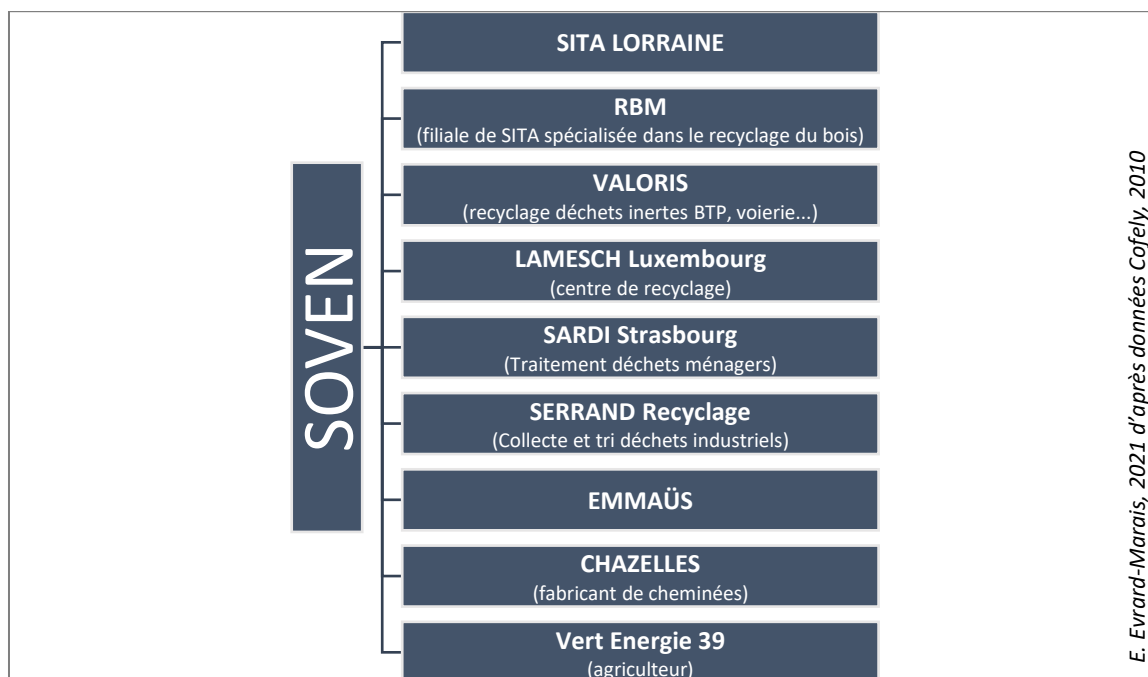 SOVEN
SITA LORRAINE
RBM
(filiale de SITA spécialisée dans le recyclage du bois)
VALORIS
(recyclage déchets inertes BTP, voierie...)
LAMESCH Luxembourg
(centre de recyclage)
SARDI Strasbourg
(Traitement déchets ménagers)
SERRAND Recyclage
(Collecte et tri déchets industriels)
EMMAÜS
CHAZELLES
(fabricant de cheminées)
Vert Energie 39
(agriculteur)
E. Evrard-Marais, 2021 d'après données Cofely, 2010